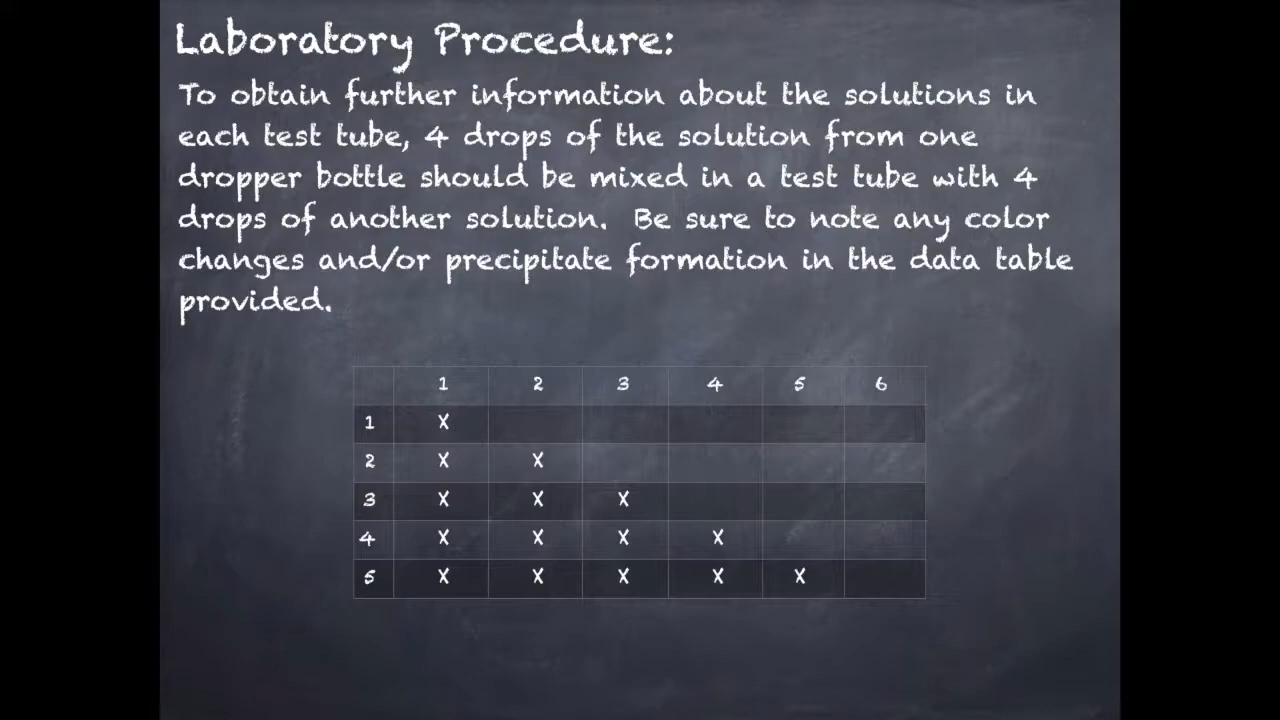 Laboratory Procedure:
To obtain further information about the solutions in
each test tube, 4 drops of the solution from one
dropper bottle should be mixed in a test tube with 4
drops of another solution. Be sure to note any color
changes and/or precipitate formation in the data table
provided.
1 2 3 4 5 6
1 X
2 X X
3 X X X
4 X X X X
5 X X X X X